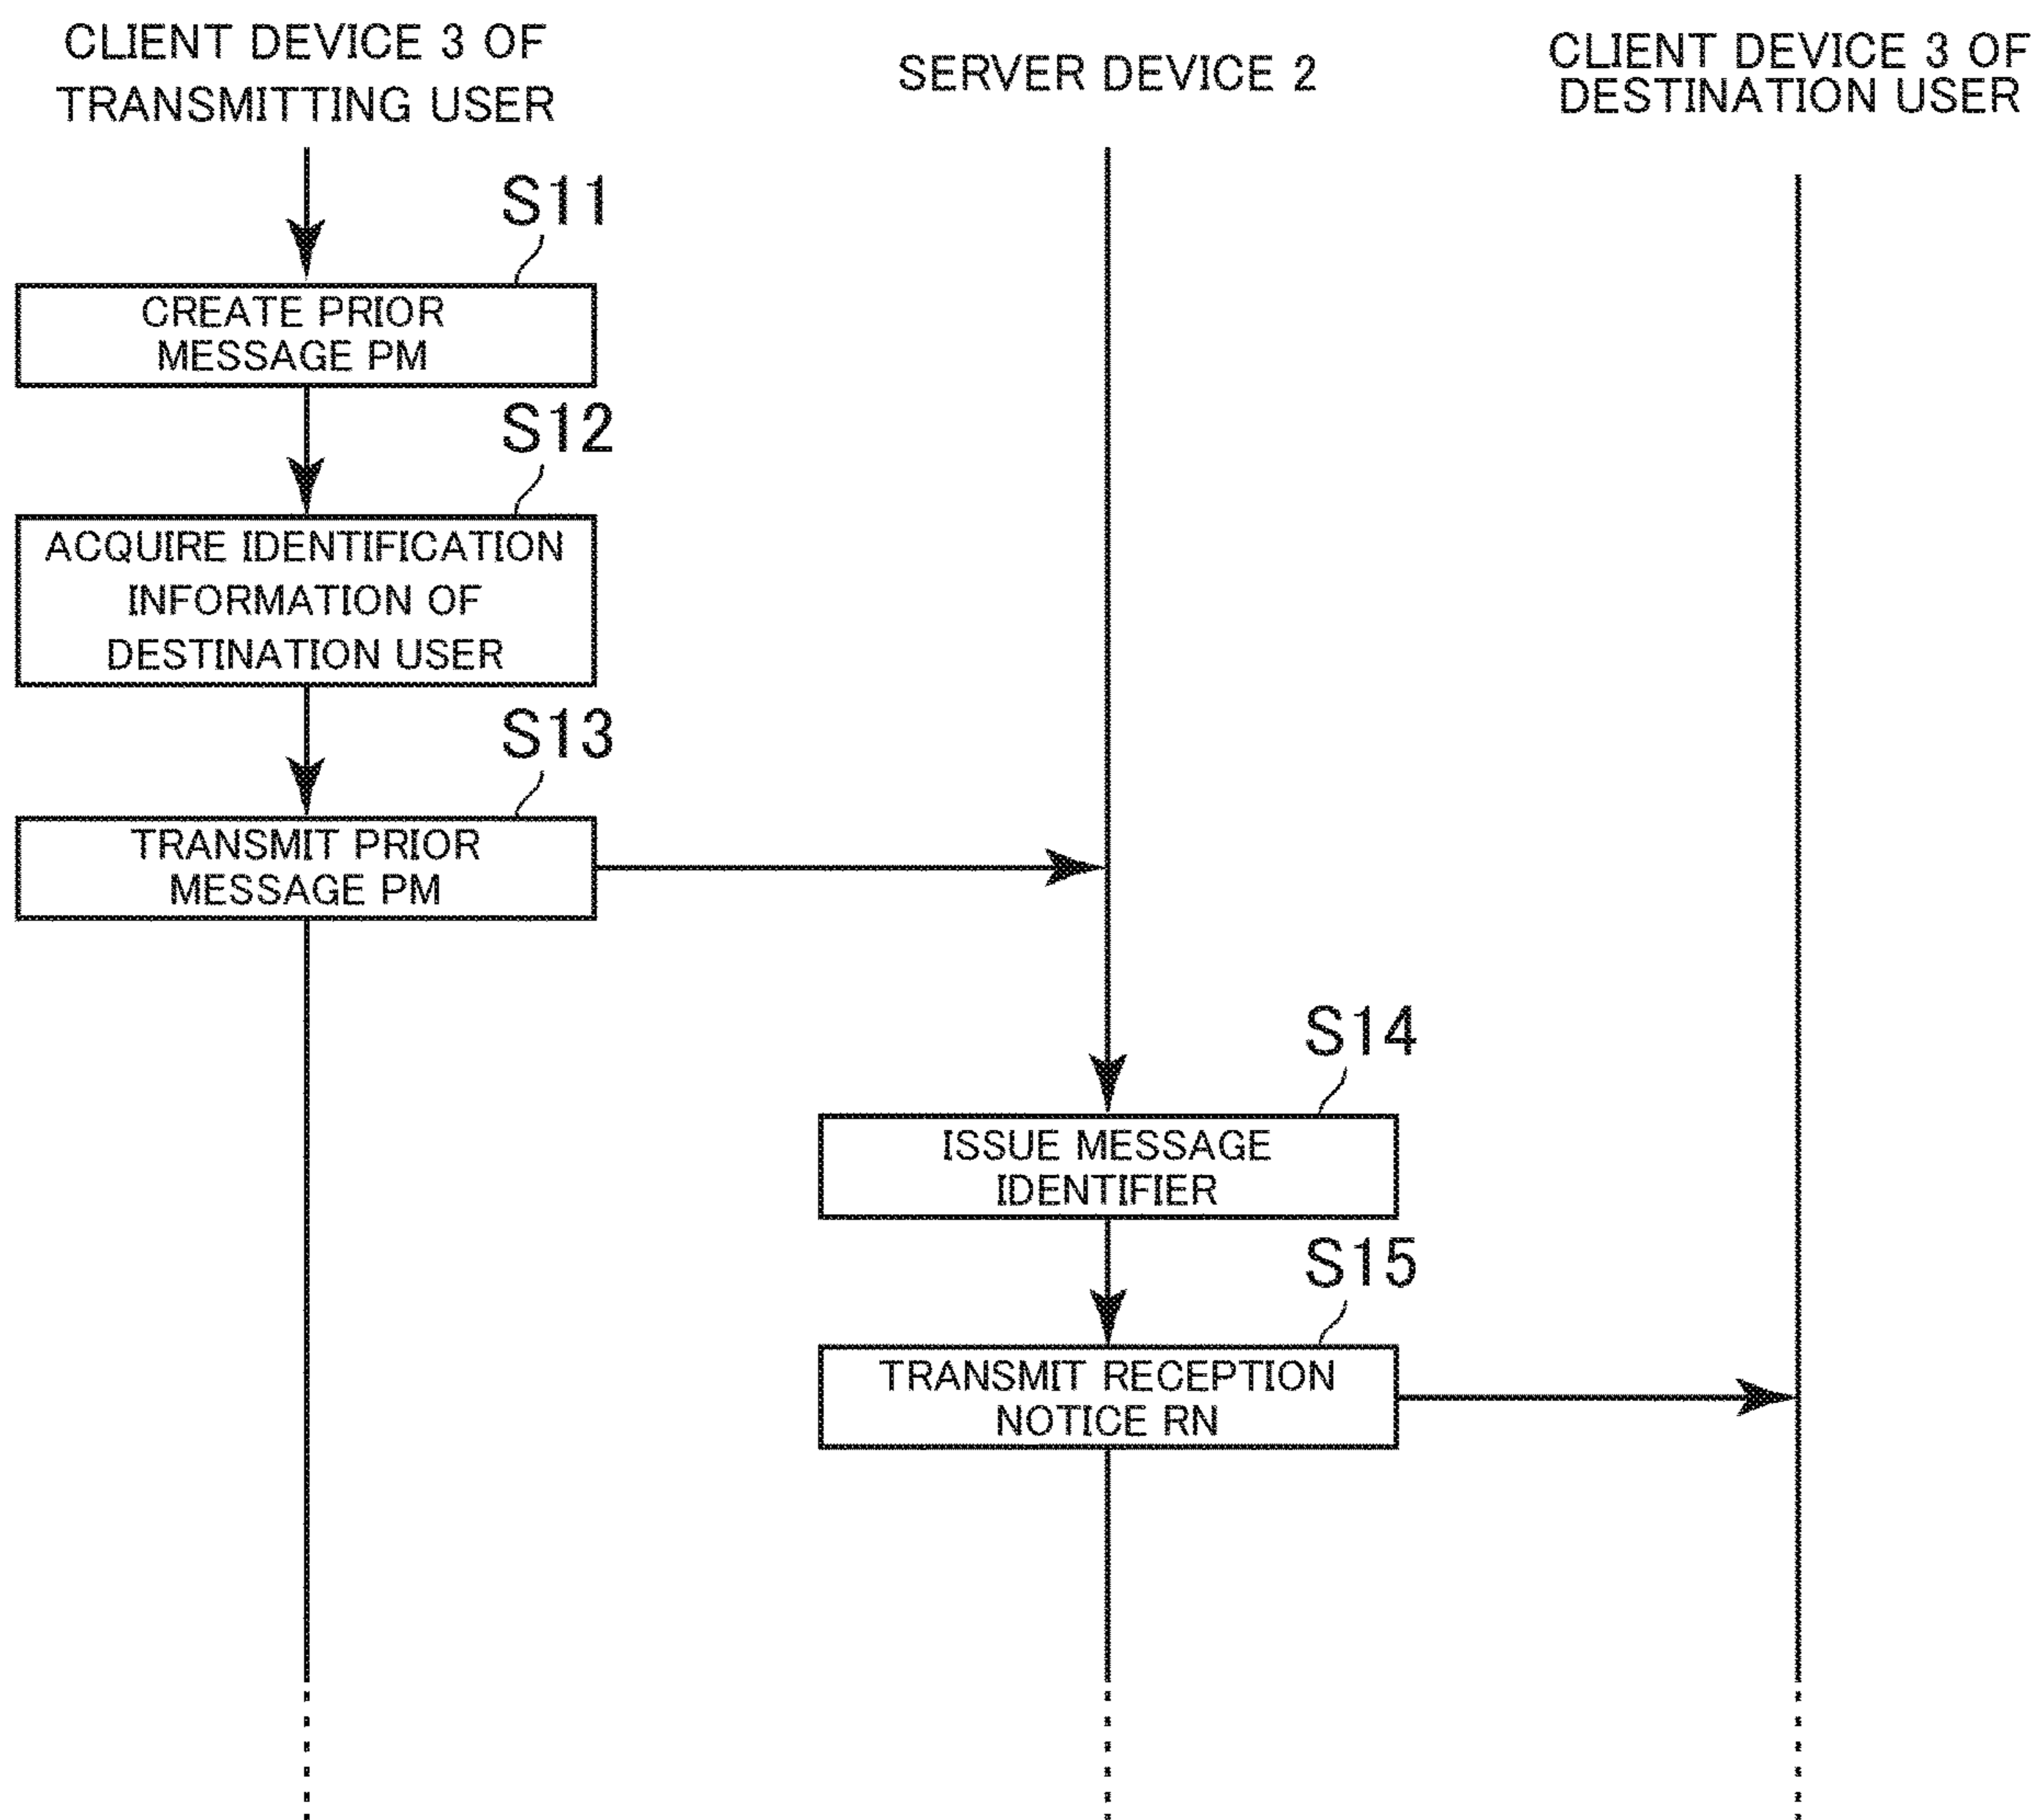 CLIENT DEVICE 3 OF
TRANSMITTING USER
SERVER DEVICE 2
CLIENT DEVICE 3 OF
DESTINATION USER
S11
CREATE PRIOR
MESSAGE PM
S12
ACQUIRE IDENTIFICATION
INFORMATION OF
DESTINATION USER
S13
TRANSMIT PRIOR
MESSAGE PM
S14
ISSUE MESSAGE
IDENTIFIER
S15
TRANSMIT RECEPTION
NOTICE RN